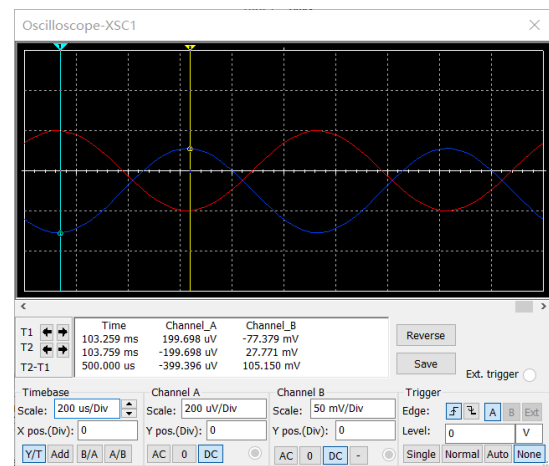 Oscilloscope-XSC1
1
2
T1
T2
T2-T1
Time Channel_A Channel_B
103.259 ms 199.698 uV -77.379 mV
103.759 ms -199.698 uV 27.771 mV
500.000 us -399.396 uV 105.150 mV
Reverse
Save
Ext. trigger
Timebase
Scale: 200 us/Div
X pos.(Div): 0
Y/T Add B/A A/B
Channel A
Scale: 200 uV/Div
Y pos.(Div): 0
AC 0 DC
Channel B
Scale: 50 mV/Div
Y pos.(Div): 0
AC 0 DC -
Trigger
Edge: A B Ext
Level: 0 V
Single Normal Auto None